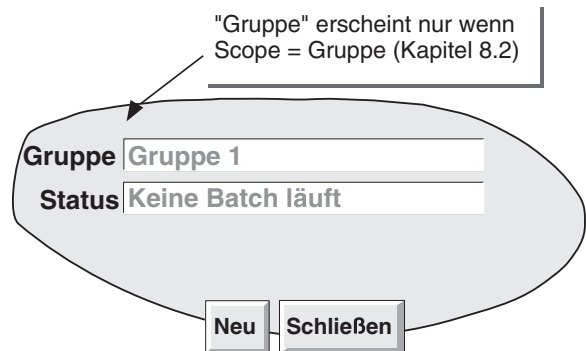 "Gruppe" erscheint nur wenn
Scope = Gruppe (Kapitel 8.2)
Gruppe Gruppe 1
Status Keine Batch läuft
Neu Schließen